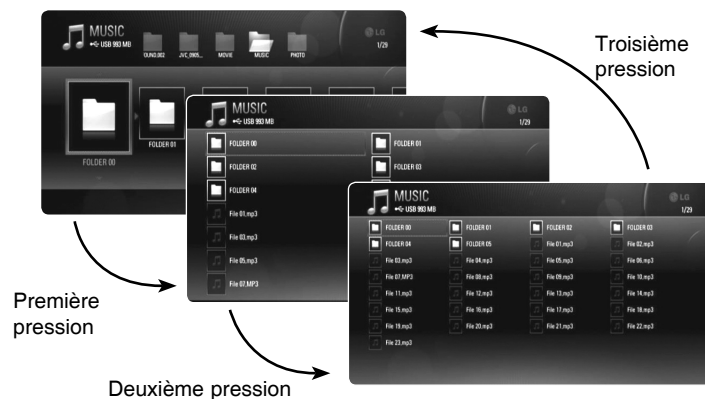 MUSIC
USB 993 MB
LG
1/29
MOVIE
MUSIC
PHOTO
FOLDER 00
FOLDER 01
MUSIC
USB 993 MB
LG
1/29
FOLDER 00 FOLDER 01
FOLDER 02 FOLDER 03
FOLDER 04
File 01.mp3
File 03.mp3
File 05.mp3
File 07.MP3
MUSIC
USB 993 MB
LG
1/29
FOLDER 00 FOLDER 01 FOLDER 02 FOLDER 03
FOLDER 04 FOLDER 05 File 01.mp3 File 02.mp3
File 03.mp3 File 04.mp3 File 05.mp3 File 06.mp3
File 07.MP3 File 08.mp3 File 09.mp3 File 10.mp3
File 11.mp3 File 12.mp3 File 13.mp3 File 14.mp3
File 15.mp3 File 16.mp3 File 17.mp3 File 18.mp3
File 19.mp3 File 20.mp3 File 21.mp3 File 22.mp3
File 23.mp3
Troisième
pression
Première
pression
Deuxième pression